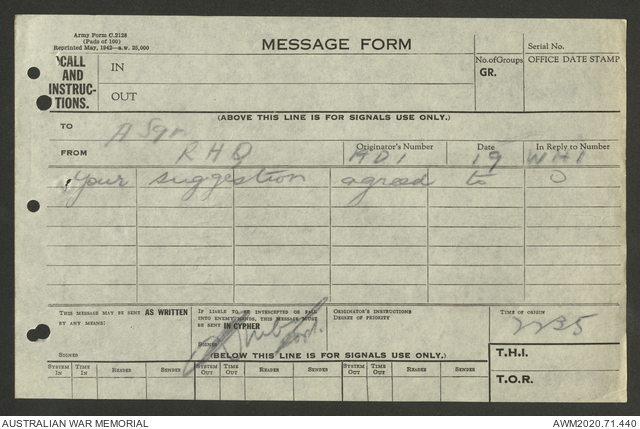 Army Form C.2128
(Pads of 100)
Reprinted May, 1942—a.w. 25,000
MESSAGE FORM
Serial No.
CALL
AND
INSTRUC-
TIONS.
IN
OUT
No. of Groups
GR.
OFFICE DATE STAMP
(ABOVE THIS LINE IS FOR SIGNALS USE ONLY.)
TO A Sqn
FROM RHQ
Originator's Number
AD1
Date
19
In Reply to Number
WH1
Your suggestion agreed to O
THIS MESSAGE MAY BE SENT AS WRITTEN
BY ANY MEANS:
SIGNED
IF LIABLE TO BE INTERCEPTED OR FALL
INTO ENEMY HANDS, THIS MESSAGE MUST
BE SENT IN CYPHER
SIGNED
ORIGINATOR'S INSTRUCTIONS
DEGREE OF PRIORITY
TIME OF ORIGIN
2235
(BELOW THIS LINE IS FOR SIGNALS USE ONLY.)
T.H.I.
T.O.R.
SYSTEM IN TIME IN READER SENDER SYSTEM OUT TIME OUT READER SENDER SYSTEM OUT TIME OUT READER SENDER
AUSTRALIAN WAR MEMORIAL
AWM2020.71.440